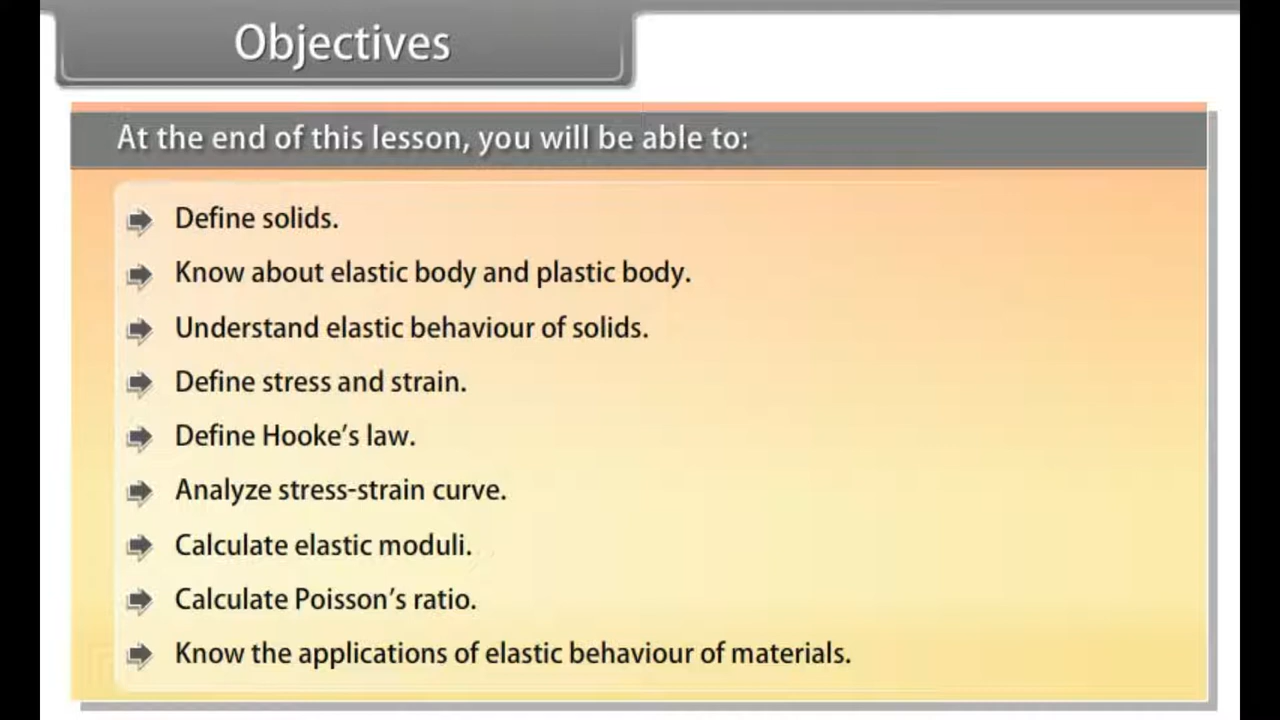 Objectives
At the end of this lesson, you will be able to:
Define solids.
Know about elastic body and plastic body.
Understand elastic behaviour of solids.
Define stress and strain.
Define Hooke's law.
Analyze stress-strain curve.
Calculate elastic moduli.
Calculate Poisson's ratio.
Know the applications of elastic behaviour of materials.